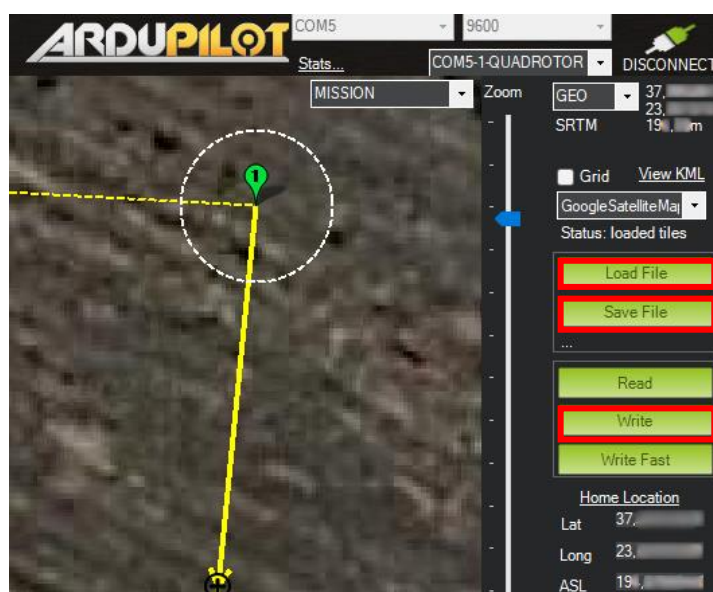 ARDUPILOT
COM5 9600
Stats... COM5-1-QUADROTOR DISCONNECT
MISSION
1
Zoom
GEO 37,
23,
SRTM 19 m
Grid View KML
GoogleSatelliteMap
Status: loaded tiles
Load File
Save File
...
Read
Write
Write Fast
Home Location
Lat 37,
Long 23,
ASL 19